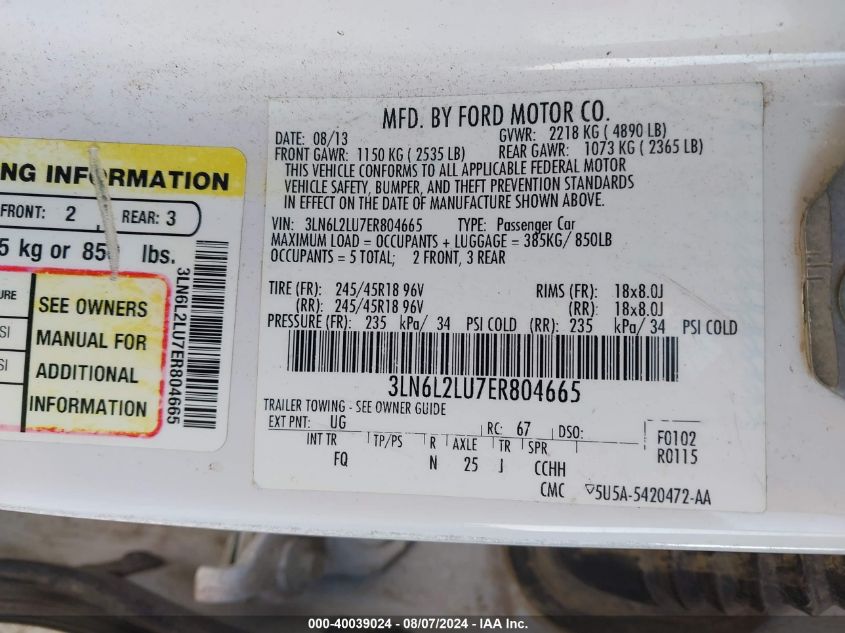 NG INFORMATION
FRONT: 2 REAR: 3
5 kg or 85 lbs.
URE
SI
SI
SEE OWNERS
MANUAL FOR
ADDITIONAL
INFORMATION
3LN6L2LU7ER804665
MFD. BY FORD MOTOR CO.
DATE: 08/13 GVWR: 2218 KG ( 4890 LB)
FRONT GAWR: 1150 KG ( 2535 LB) REAR GAWR: 1073 KG ( 2365 LB)
THIS VEHICLE CONFORMS TO ALL APPLICABLE FEDERAL MOTOR
VEHICLE SAFETY, BUMPER, AND THEFT PREVENTION STANDARDS
IN EFFECT ON THE DATE OF MANUFACTURE SHOWN ABOVE.
VIN: 3LN6L2LU7ER804665 TYPE: Passenger Car
MAXIMUM LOAD = OCCUPANTS + LUGGAGE = 385KG/ 850LB
OCCUPANTS = 5 TOTAL; 2 FRONT, 3 REAR
TIRE (FR): 245/45R18 96V RIMS (FR): 18x8.0J
(RR): 245/45R18 96V (RR): 18x8.0J
PRESSURE (FR): 235 kPa/ 34 PSI COLD (RR): 235 kPa/ 34 PSI COLD
3LN6L2LU7ER804665
TRAILER TOWING - SEE OWNER GUIDE
EXT PNT: UG RC: 67 DSO:
INT TR TP/PS R AXLE TR SPR F0102
FQ N 25 J CCHH R0115
CMC ▽5U5A-5420472-AA
000-40039024 - 08/07/2024 - IAA Inc.